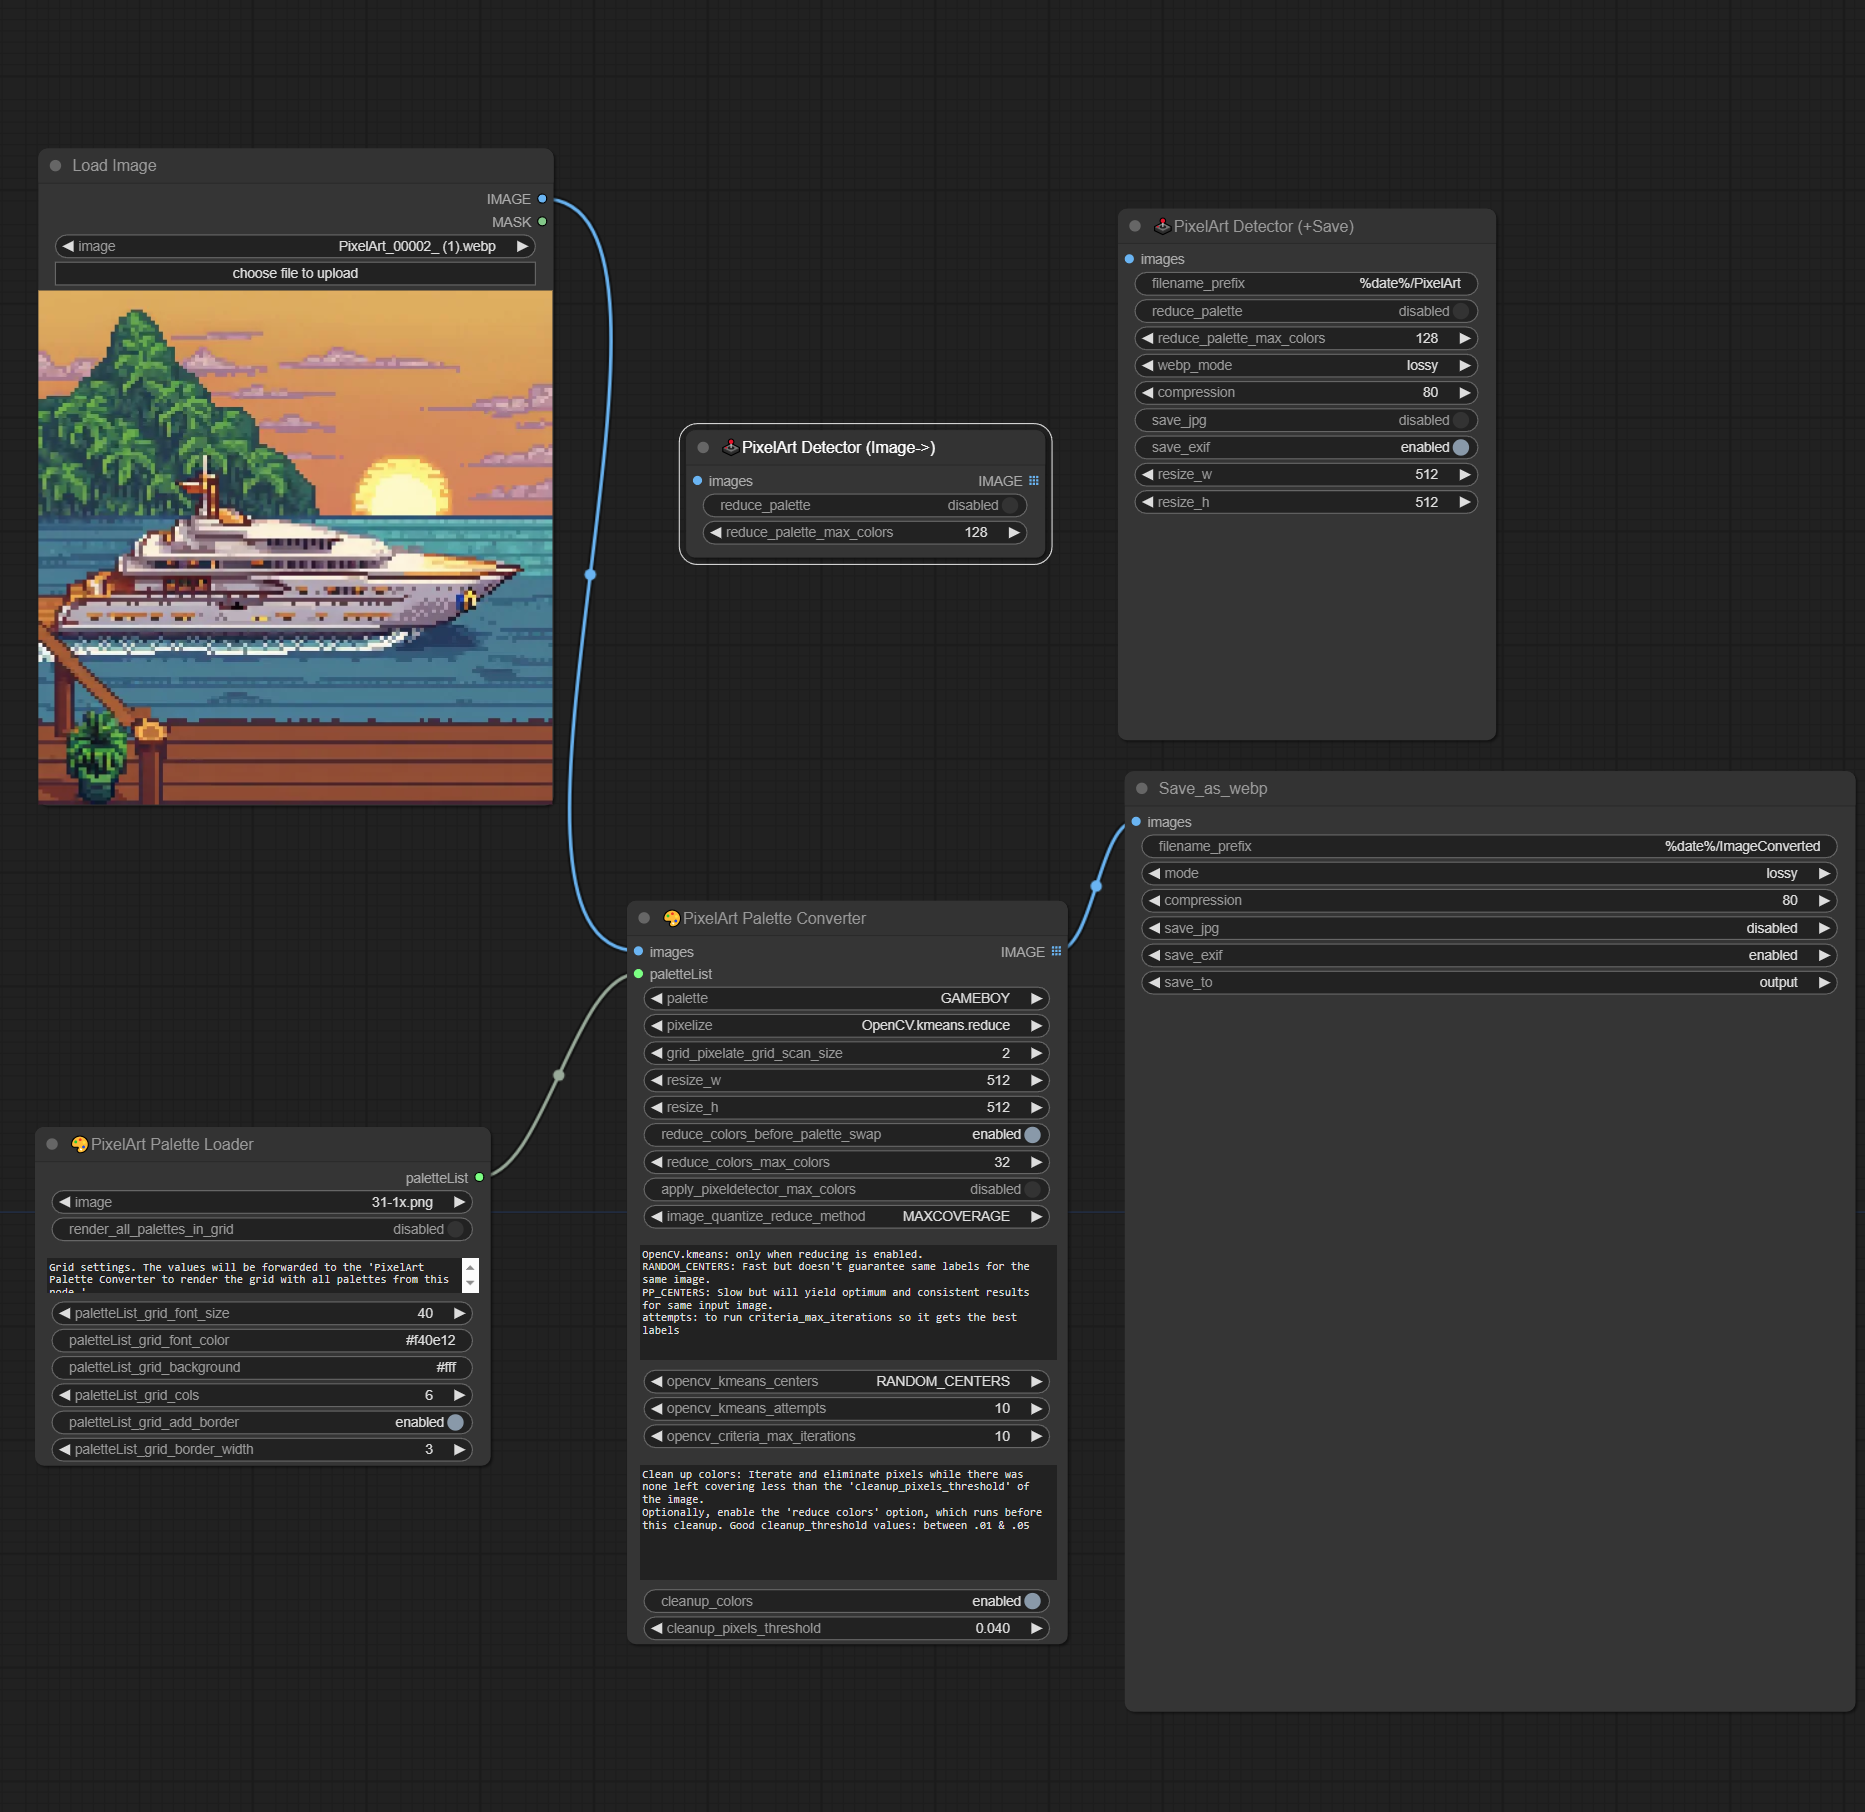 Load Image
IMAGE
MASK
image PixelArt_00002_ (1).webp
choose file to upload
PixelArt Detector (Image->)
images IMAGE
reduce_palette disabled
reduce_palette_max_colors 128
PixelArt Detector (+Save)
images
filename_prefix %date%/PixelArt
reduce_palette disabled
reduce_palette_max_colors 128
webp_mode lossy
compression 80
save_jpg disabled
save_exif enabled
resize_w 512
resize_h 512
Save_as_webp
images
filename_prefix %date%/ImageConverted
mode lossy
compression 80
save_jpg disabled
save_exif enabled
save_to output
PixelArt Palette Converter
images IMAGE
paletteList
palette GAMEBOY
pixelize OpenCV.kmeans.reduce
grid_pixelate_grid_scan_size 2
resize_w 512
resize_h 512
reduce_colors_before_palette_swap enabled
reduce_colors_max_colors 32
apply_pixeldetector_max_colors disabled
image_quantize_reduce_method MAXCOVERAGE
OpenCV.kmeans: only when reducing is enabled.
RANDOM_CENTERS: Fast but doesn't guarantee same labels for the
same image.
PP_CENTERS: Slow but will yield optimum and consistent results
for same input image.
attempts: to run criteria_max_iterations so it gets the best
labels
opencv_kmeans_centers RANDOM_CENTERS
opencv_kmeans_attempts 10
opencv_criteria_max_iterations 10
Clean up colors: Iterate and eliminate pixels while there was
none left covering less than the 'cleanup_pixels_threshold' of
the image.
Optionally, enable the 'reduce colors' option, which runs before
this cleanup. Good cleanup_threshold values: between .01 & .05
cleanup_colors enabled
cleanup_pixels_threshold 0.040
PixelArt Palette Loader
paletteList
image 31-1x.png
render_all_palettes_in_grid disabled
Grid settings. The values will be forwarded to the 'PixelArt
Palette Converter to render the grid with all palettes from this
node.'
paletteList_grid_font_size 40
paletteList_grid_font_color #f40e12
paletteList_grid_background #fff
paletteList_grid_cols 6
paletteList_grid_add_border enabled
paletteList_grid_border_width 3